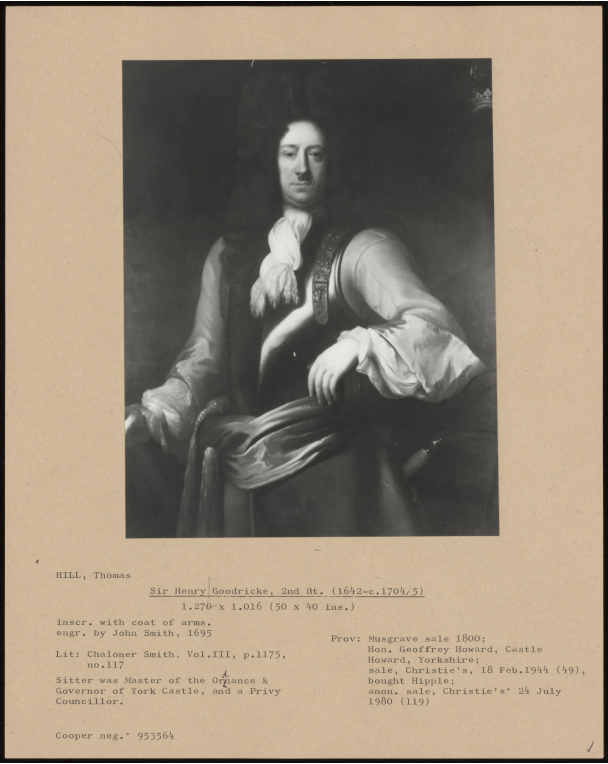 HILL, Thomas
Sir Henry Goodricke, 2nd Bt. (1642-c.1704/5)
1.270 x 1.016 (50 x 40 ins.)
inscr. with coat of arms.
engr. by John Smith, 1695
Lit: Chaloner Smith. Vol.III, p.1175,
no.117
Sitter was Master of the Ordnance &
Governor of York Castle, and a Privy
Councillor.
Cooper neg.° 953564
Prov: Musgrave sale 1800;
Hon. Geoffrey Howard, Castle
Howard, Yorkshire;
sale, Christie's, 18 Feb.1944 (49),
bought Hipple;
anon. sale, Christie's' 24 July
1980 (119)